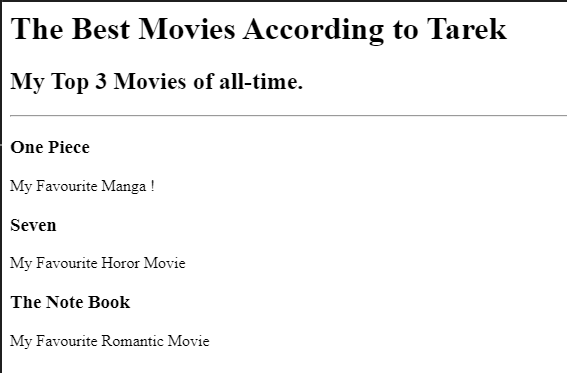 The Best Movies According to Tarek
My Top 3 Movies of all-time.
One Piece
My Favourite Manga !
Seven
My Favourite Horor Movie
The Note Book
My Favourite Romantic Movie